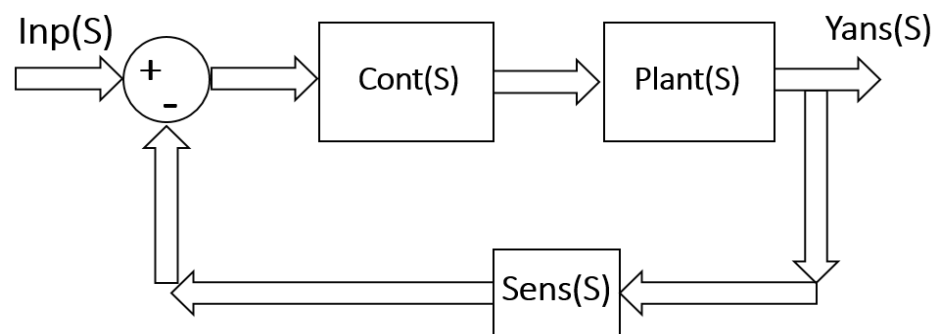 Inp(S)
Yans(S)
+
-
Cont(S)
Plant(S)
Sens(S)